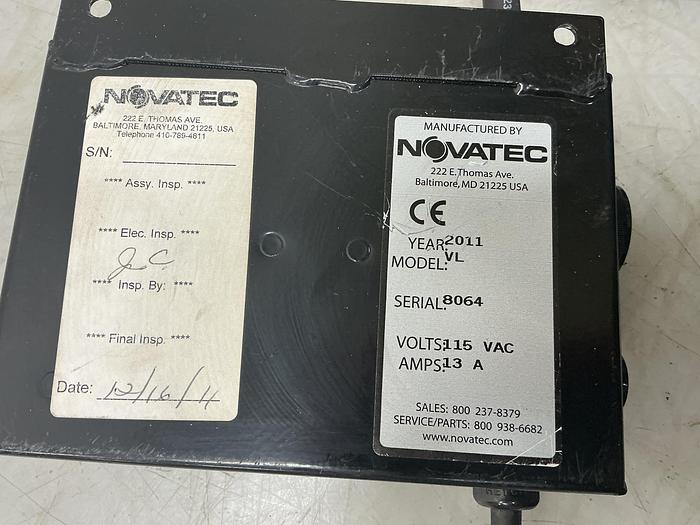 NOVATEC
222 E. THOMAS AVE.
BALTIMORE, MARYLAND 21225, USA
Telephone 410-789-4811
S/N:
**** Assy. Insp. ****
**** Elec. Insp. ****
JC
**** Insp. By: ****
**** Final Insp. ****
Date: 12/16/11
MANUFACTURED BY
NOVATEC
222 E. Thomas Ave.
Baltimore, MD 21225 USA
CE
YEAR: 2011
MODEL: VL
SERIAL: 8064
VOLTS: 115 VAC
AMPS: 13 A
SALES: 800 237-8379
SERVICE/PARTS: 800 938-6682
www.novatec.com